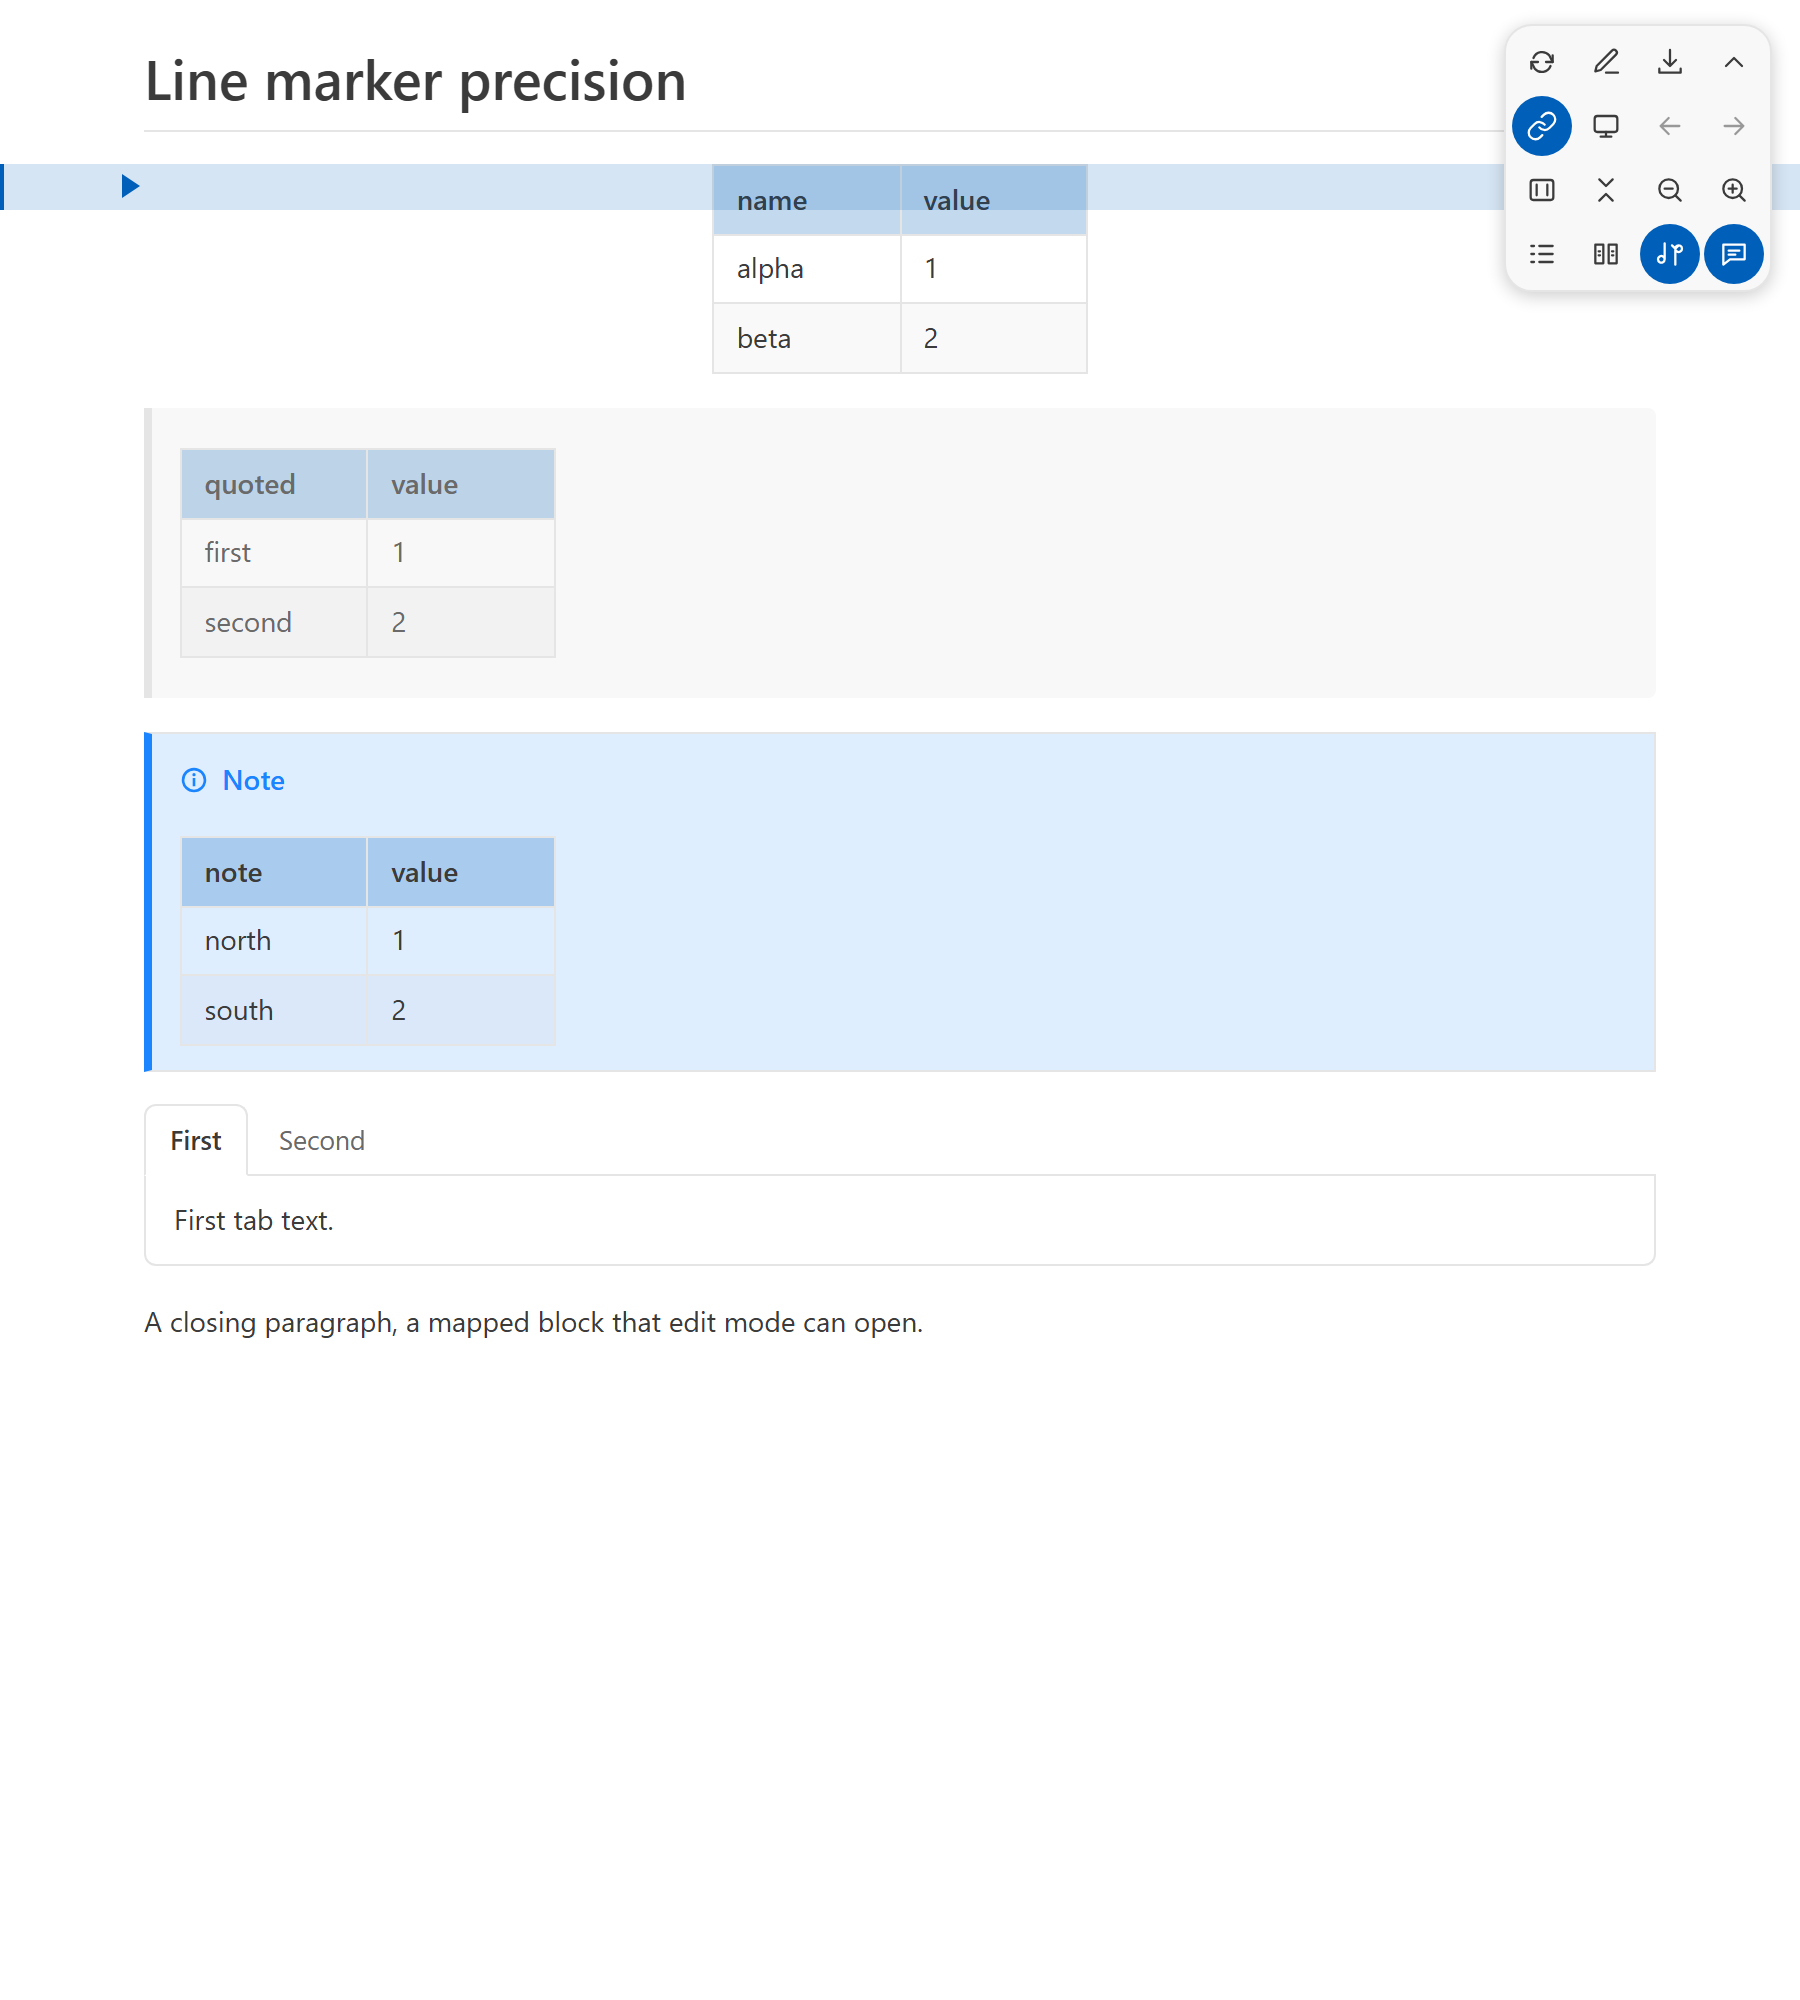 Line marker precision
name value
alpha 1
beta 2
quoted value
first 1
second 2
Note
note value
north 1
south 2
First Second
First tab text.
A closing paragraph, a mapped block that edit mode can open.